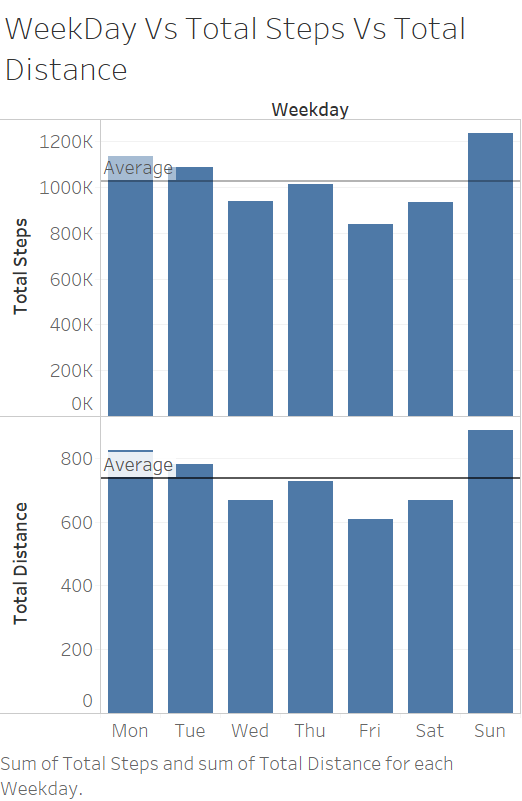 WeekDay Vs Total Steps Vs Total
Distance
Weekday
1200K
1000K
800K
600K
400K
200K
0K
Total Steps
Average
800
600
400
200
0
Total Distance
Average
Mon Tue Wed Thu Fri Sat Sun
Sum of Total Steps and sum of Total Distance for each
Weekday.